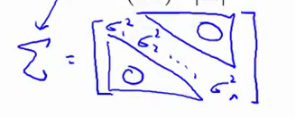 Σ = [σ₁² σ₂² ⋱ σₙ² 0 0]